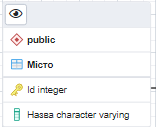 public
Місто
Id integer
Назва character varying